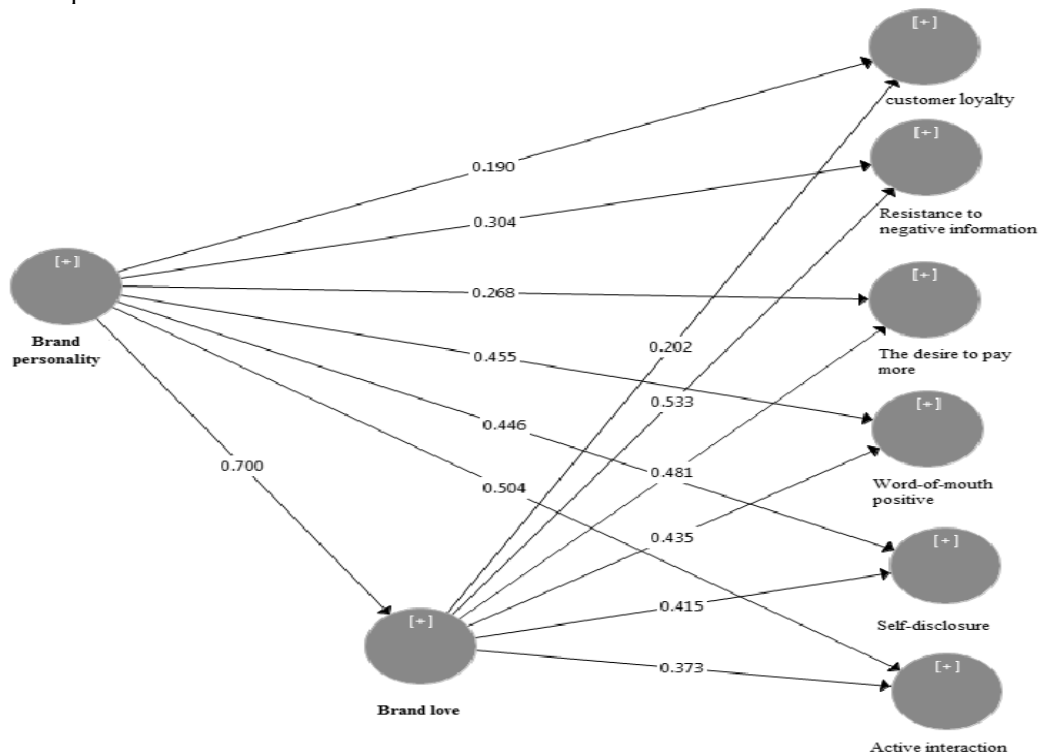 [+]
customer loyalty
[+]
Resistance to
negative information
[+]
The desire to pay
more
[+]
Word-of-mouth
positive
[+]
Self-disclosure
[+]
Active interaction
[+]
Brand
personality
[+]
Brand love
0.190
0.304
0.268
0.455
0.446
0.504
0.700
0.202
0.533
0.481
0.435
0.415
0.373